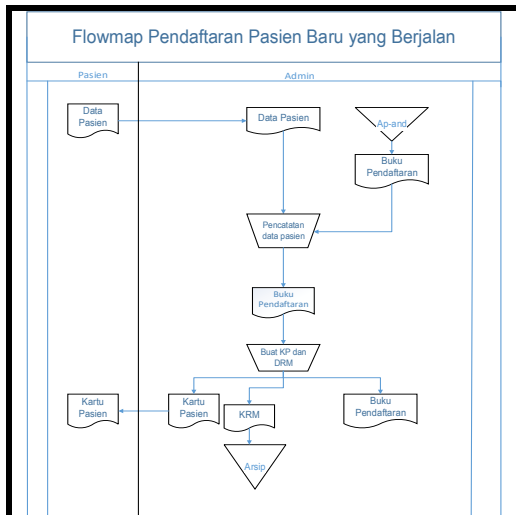 Flowmap Pendaftaran Pasien Baru yang Berjalan
Pasien
Admin
Data
Pasien
Data Pasien
Ap-and
Buku
Pendaftaran
Pencatatan
data pasien
Buku
Pendaftaran
Buat KP dan
DRM
Kartu
Pasien
Kartu
Pasien
KRM
Buku
Pendaftaran
Arsip